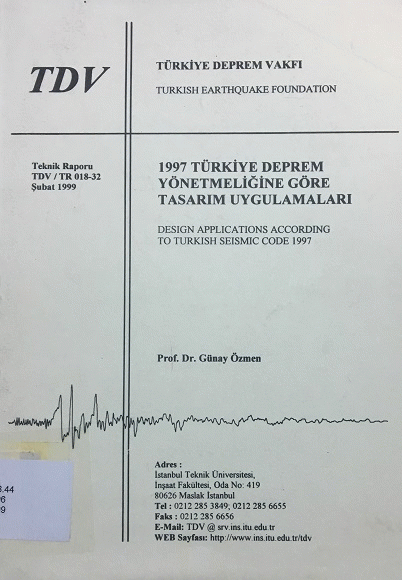 TDV
TÜRKİYE DEPREM VAKFI
TURKISH EARTHQUAKE FOUNDATION
Teknik Raporu
TDV / TR 018-32
Şubat 1999
1997 TÜRKİYE DEPREM
YÖNETMELİĞİNE GÖRE
TASARIM UYGULAMALARI
DESIGN APPLICATIONS ACCORDING
TO TURKISH SEISMIC CODE 1997
Prof. Dr. Günay Özmen
Adres :
İstanbul Teknik Üniversitesi,
İnşaat Fakültesi, Oda No: 419
80626 Maslak İstanbul
Tel : 0212 285 3849; 0212 285 6655
Faks : 0212 285 6656
E-Mail: TDV @ srv.ins.itu.edu.tr
WEB Sayfası: http://www.ins.itu.edu.tr/tdv